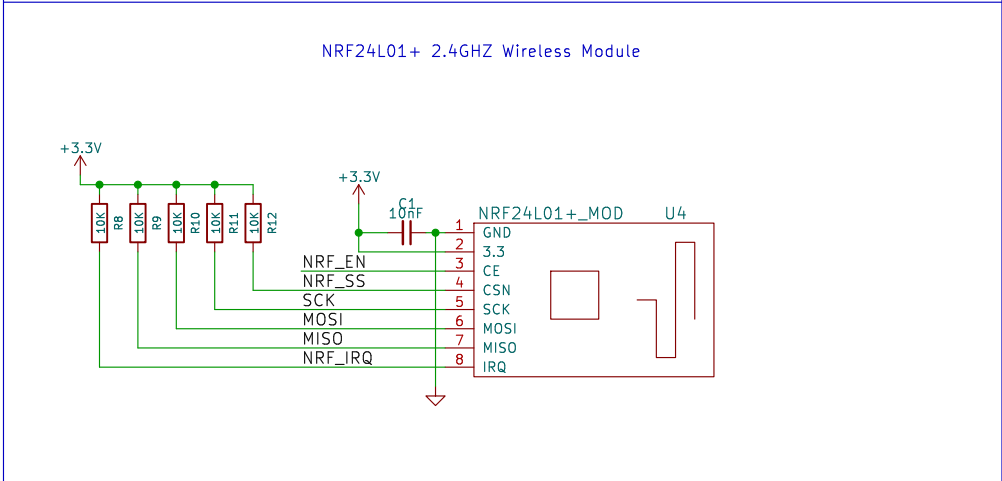 NRF24L01+ 2.4GHZ Wireless Module
+3.3V
+3.3V
10K R8
10K R9
10K R10
10K R11
10K R12
C1
10nF
NRF24L01+_MOD U4
1 GND
2 3.3
NRF_EN 3 CE
NRF_SS 4 CSN
SCK 5 SCK
MOSI 6 MOSI
MISO 7 MISO
NRF_IRQ 8 IRQ